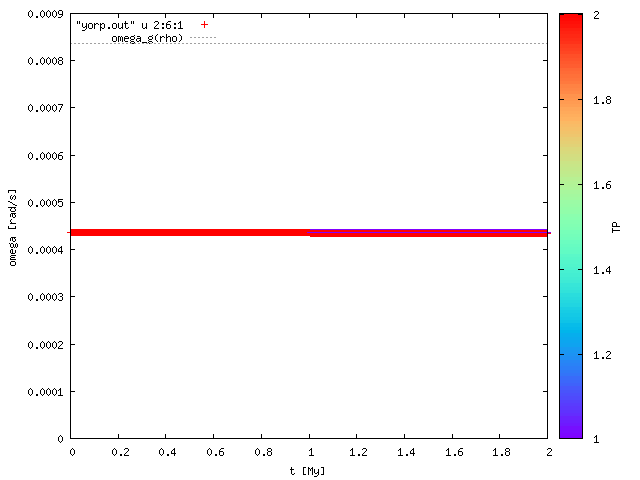 "yorp.out" u 2:6:1
omega_g(rho)
0.0009
0.0008
0.0007
0.0006
0.0005
0.0004
0.0003
0.0002
0.0001
0
omega [rad/s]
0 0.2 0.4 0.6 0.8 1 1.2 1.4 1.6 1.8 2
t [My]
2
1.8
1.6
1.4
1.2
1
TP